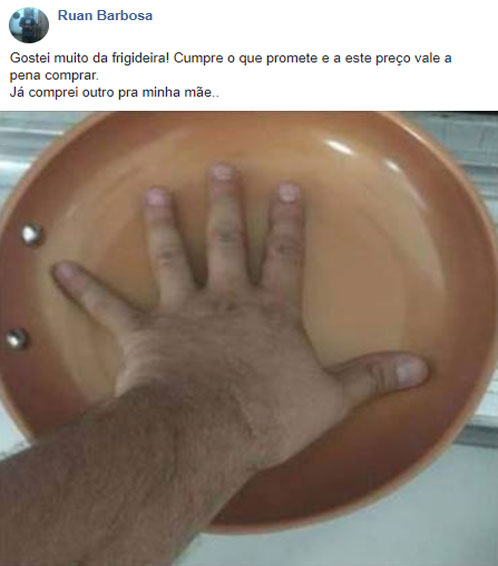 Ruan Barbosa
Gostei muito da frigideira! Cumpre o que promete e a este preço vale a
pena comprar.
Já comprei outro pra minha mãe..